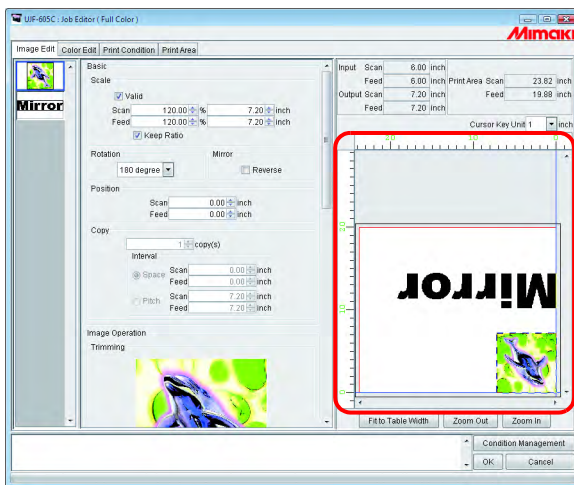 UJF-605C : Job Editor ( Full Color )
Mimaki
Image Edit Color Edit Print Condition Print Area
Mirror
Basic
Scale
Valid
Scan 120.00 % 7.20 inch
Feed 120.00 % 7.20 inch
Keep Ratio
Rotation Mirror
180 degree Reverse
Position
Scan 0.00 inch
Feed 0.00 inch
Copy
1 copy(s)
Interval
Space Scan 0.00 inch
Feed 0.00 inch
Pitch Scan 7.20 inch
Feed 7.20 inch
Image Operation
Trimming
Input Scan 6.00 inch
Feed 6.00 inch Print Area Scan 23.82 inch
Output Scan 7.20 inch Feed 19.88 inch
Feed 7.20 inch
Cursor Key Unit 1 inch
20 10 0
20
10
0
Mirror
Fit to Table Width Zoom Out Zoom In
Condition Management
OK Cancel